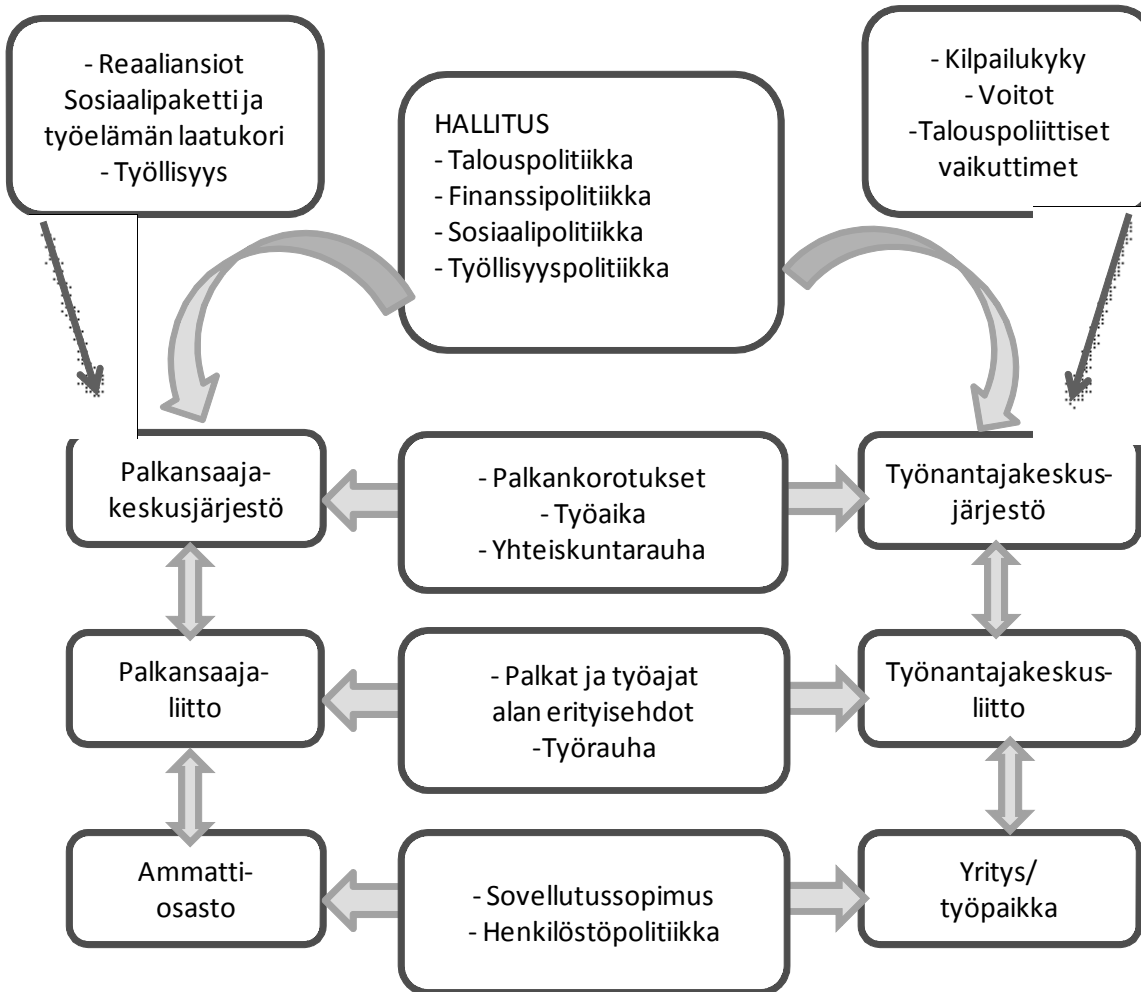 - Reaaliansiot
Sosiaalipaketti ja
työelämän laatukori
- Työllisyys
HALLITUS
- Talouspolitiikka
- Finanssipolitiikka
- Sosiaalipolitiikka
- Työllisyyspolitiikka
- Kilpailukyky
- Voitot
-Talouspoliittiset
vaikuttimet
Palkansaaja-
keskusjärjestö
- Palkankorotukset
- Työaika
- Yhteiskuntarauha
Työnantajakeskus-
järjestö
Palkansaaja-
liitto
- Palkat ja työajat
alan erityisehdot
-Työrauha
Työnantajakeskus-
liitto
Ammatti-
osasto
- Sovellutussopimus
- Henkilöstöpolitiikka
Yritys/
työpaikka